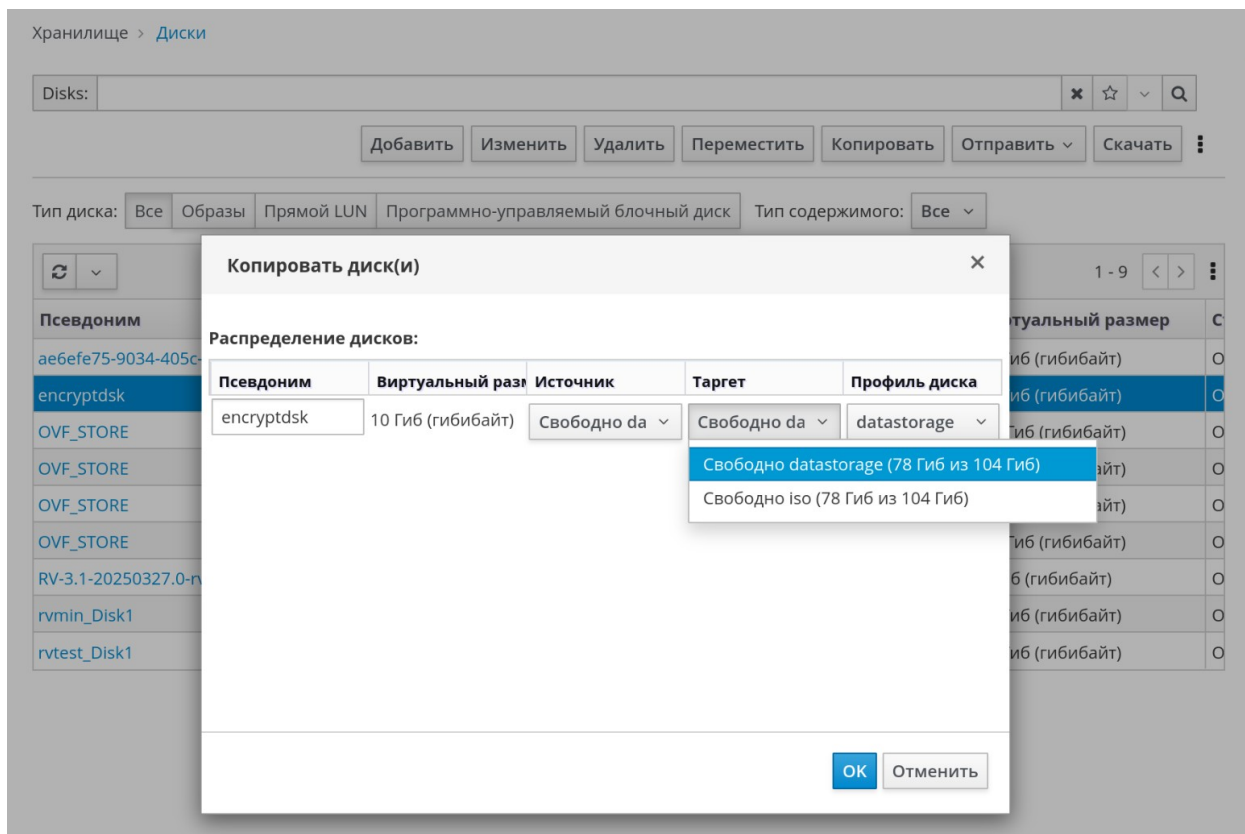 Хранилище > Диски
Disks:
Добавить Изменить Удалить Переместить Копировать Отправить Скачать
Тип диска: Все Образы Прямой LUN Программно-управляемый блочный диск Тип содержимого: Все
Копировать диск(и)
1 - 9
Псевдоним
ae6efe75-9034-405c-
encryptdsk
OVF_STORE
OVF_STORE
OVF_STORE
OVF_STORE
RV-3.1-20250327.0-rv
rvmin_Disk1
rvtest_Disk1
Распределение дисков:
Псевдоним Виртуальный разм Источник Таргет Профиль диска
encryptdsk 10 Гиб (гибибайт) Свободно da Свободно da datastorage
Свободно datastorage (78 Гиб из 104 Гиб)
Свободно iso (78 Гиб из 104 Гиб)
OK Отменить
туальный размер
иб (гибибайт)
иб (гибибайт)
Гиб (гибибайт)
айт)
айт)
Гиб (гибибайт)
б (гибибайт)
иб (гибибайт)
иб (гибибайт)